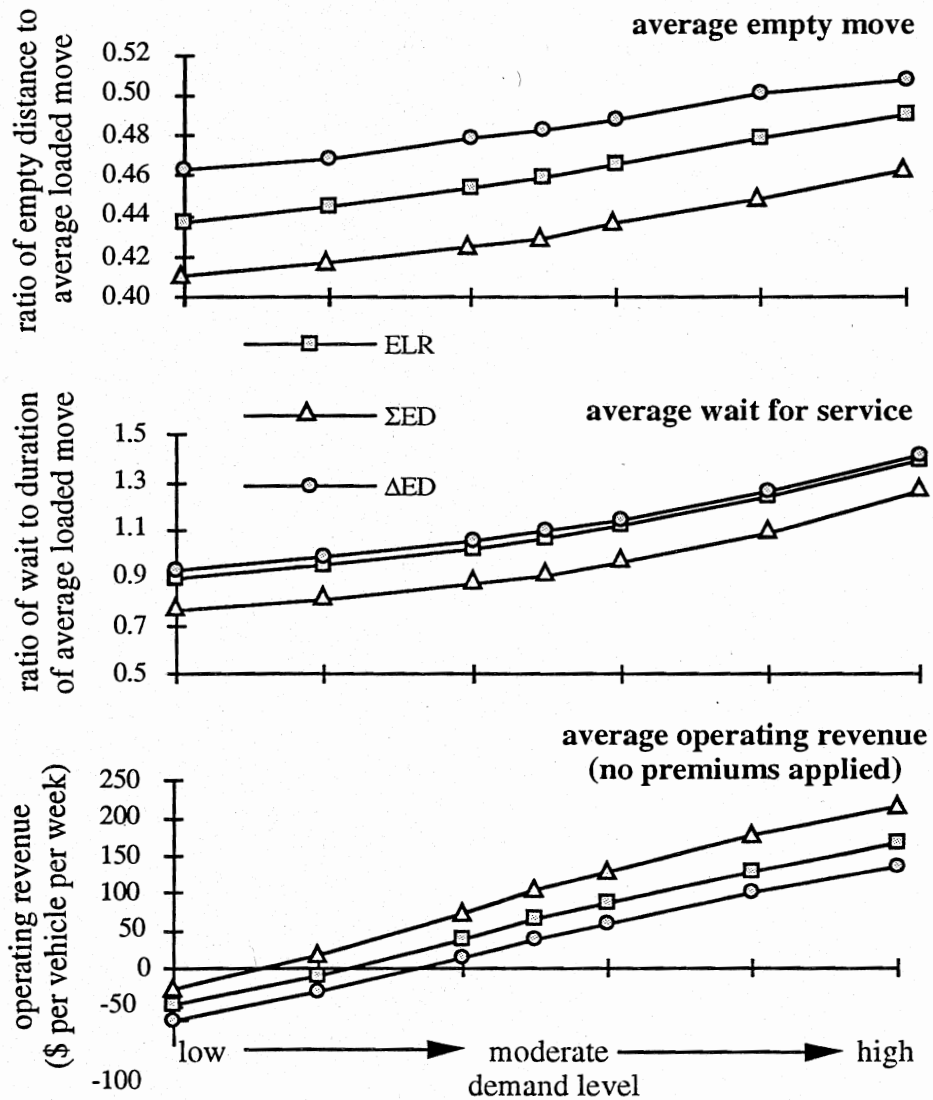 average empty move
ratio of empty distance to
average loaded move
0.52
0.50
0.48
0.46
0.44
0.42
0.40
ELR
ΣED
ΔED
average wait for service
ratio of wait to duration
of average loaded move
1.5
1.3
1.1
0.9
0.7
0.5
average operating revenue
(no premiums applied)
operating revenue
($ per vehicle per week)
250
200
150
100
50
0
-50
-100
low moderate high
demand level